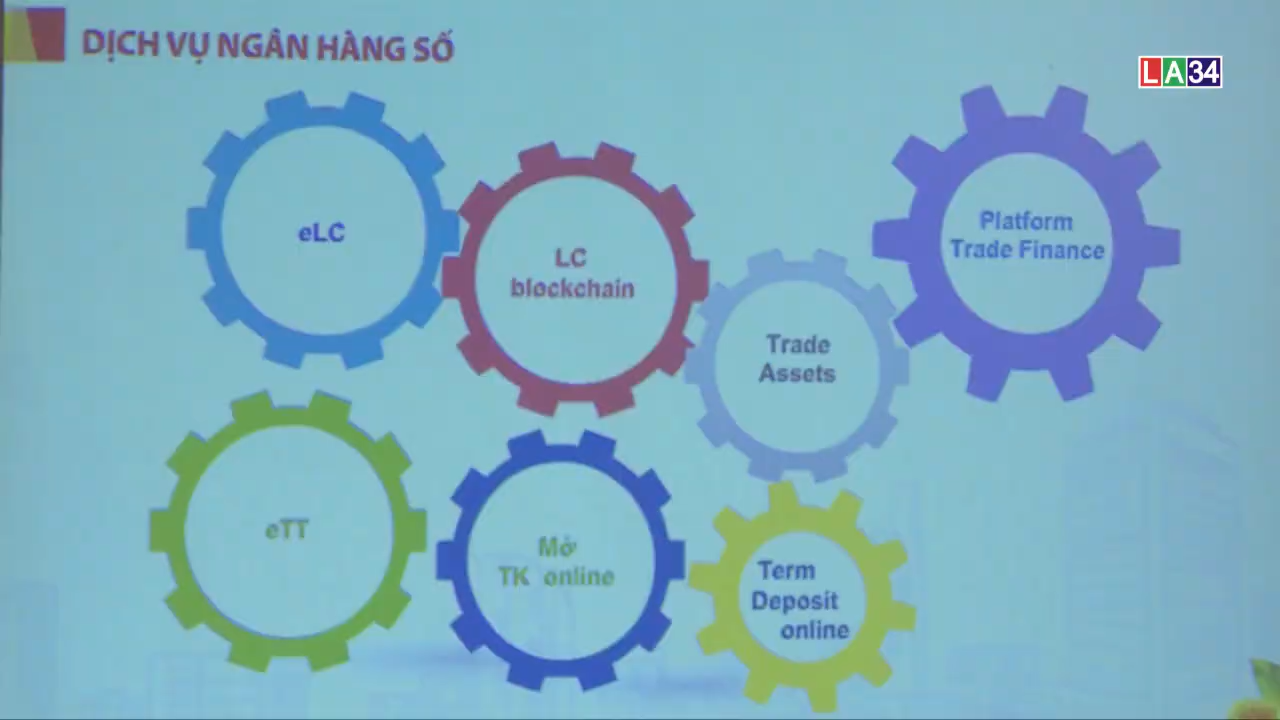 DỊCH VỤ NGÂN HÀNG SỐ
LA34
eLC
LC
blockchain
Platform
Trade Finance
Trade
Assets
eTT
Mở
TK online
Term
Deposit
online